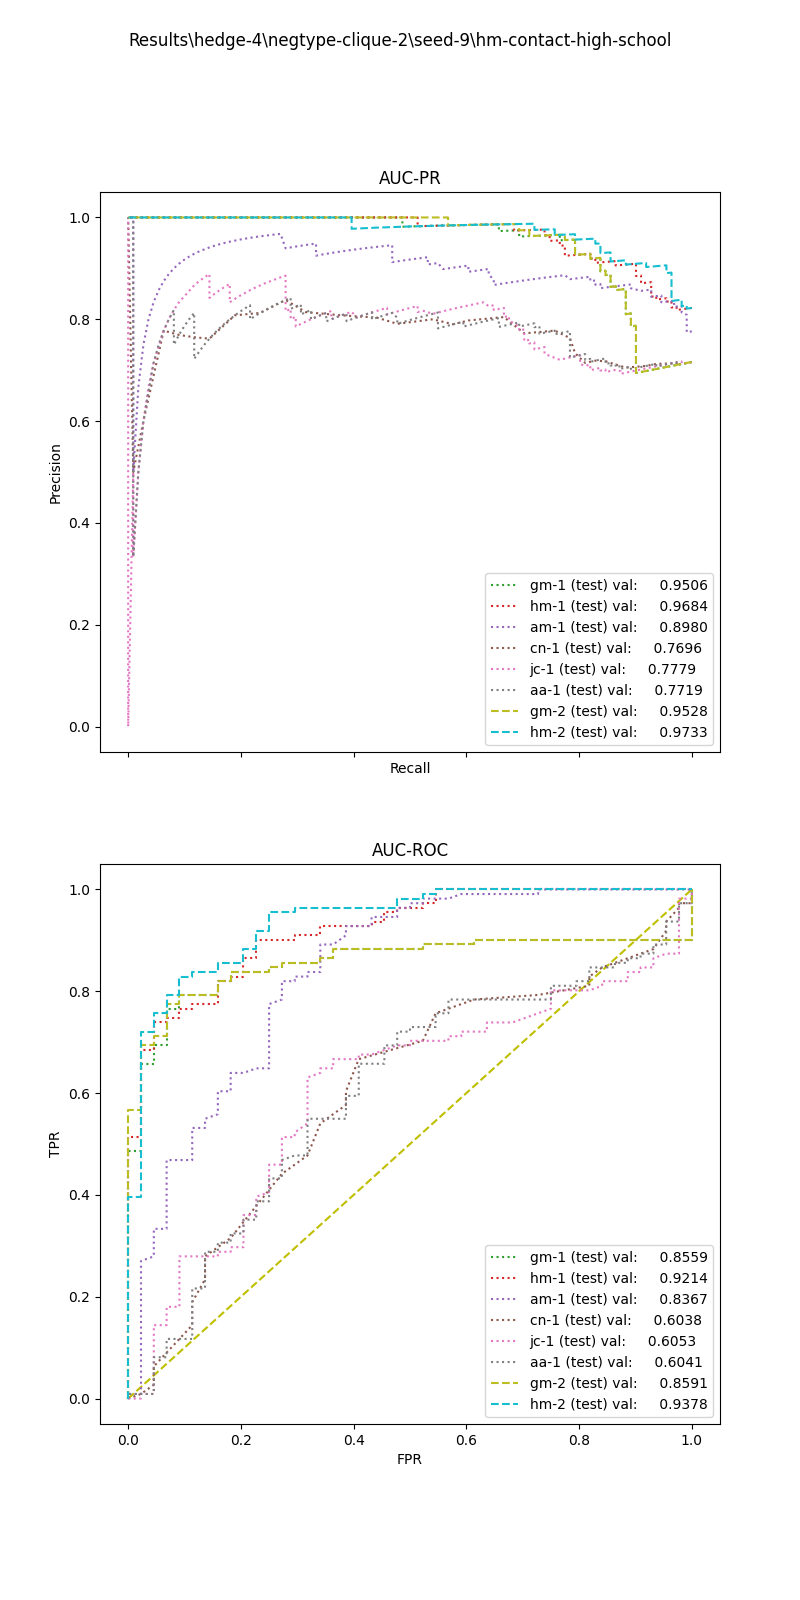 Results\hedge-4\negtype-clique-2\seed-9\hm-contact-high-school
AUC-PR
1.0
0.8
0.6
0.4
0.2
0.0
Precision
gm-1 (test) val: 0.9506
hm-1 (test) val: 0.9684
am-1 (test) val: 0.8980
cn-1 (test) val: 0.7696
jc-1 (test) val: 0.7779
aa-1 (test) val: 0.7719
gm-2 (test) val: 0.9528
hm-2 (test) val: 0.9733
Recall
AUC-ROC
1.0
0.8
0.6
0.4
0.2
0.0
TPR
gm-1 (test) val: 0.8559
hm-1 (test) val: 0.9214
am-1 (test) val: 0.8367
cn-1 (test) val: 0.6038
jc-1 (test) val: 0.6053
aa-1 (test) val: 0.6041
gm-2 (test) val: 0.8591
hm-2 (test) val: 0.9378
0.0 0.2 0.4 0.6 0.8 1.0
FPR